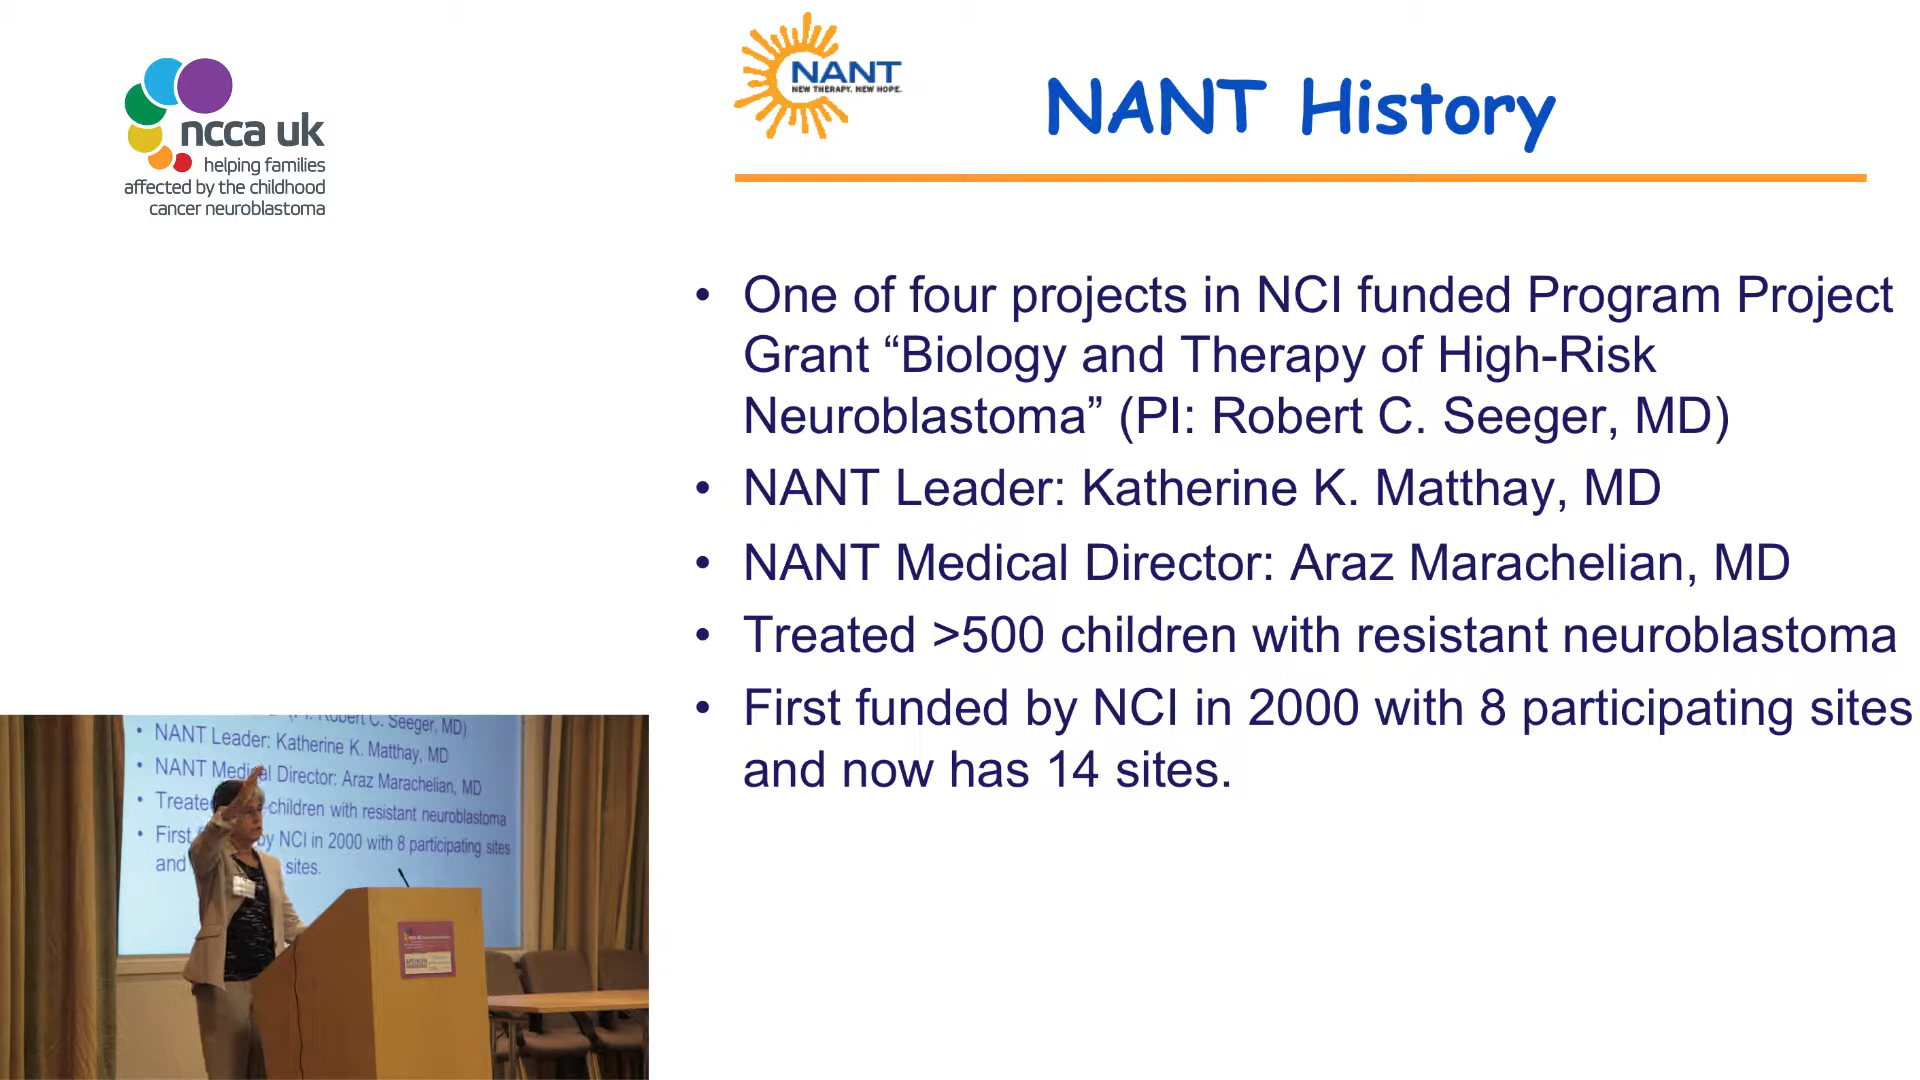 ncca uk
helping families
affected by the childhood
cancer neuroblastoma
NANT
NEW THERAPY. NEW HOPE.
NANT History
• One of four projects in NCI funded Program Project
Grant “Biology and Therapy of High-Risk
Neuroblastoma” (PI: Robert C. Seeger, MD)
• NANT Leader: Katherine K. Matthay, MD
• NANT Medical Director: Araz Marachelian, MD
• Treated >500 children with resistant neuroblastoma
• First funded by NCI in 2000 with 8 participating sites
and now has 14 sites.
(PI: Robert C. Seeger, MD)
• NANT Leader: Katherine K. Matthay, MD
• NANT Medical Director: Araz Marachelian, MD
• Treate children with resistant neuroblastoma
• First by NCI in 2000 with 8 participating sites
and sites.
ncca uk